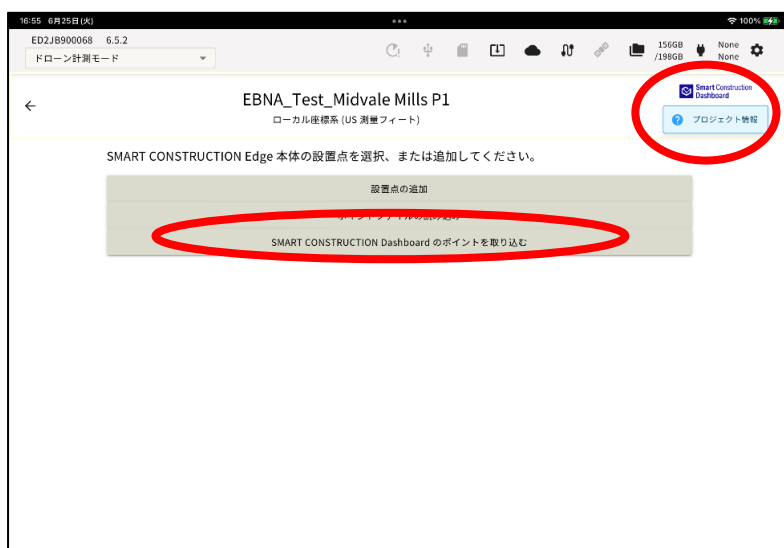 16:55 6月25日(火)
100%
ED2JB900068 6.5.2
ドローン計測モード
156GB
/198GB
None
None
EBNA_Test_Midvale Mills P1
ローカル座標系 (US 測量フィート)
Smart Construction
Dashboard
プロジェクト情報
SMART CONSTRUCTION Edge 本体の設置点を選択、または追加してください。
設置点の追加
SMART CONSTRUCTION Dashboard のポイントを取り込む